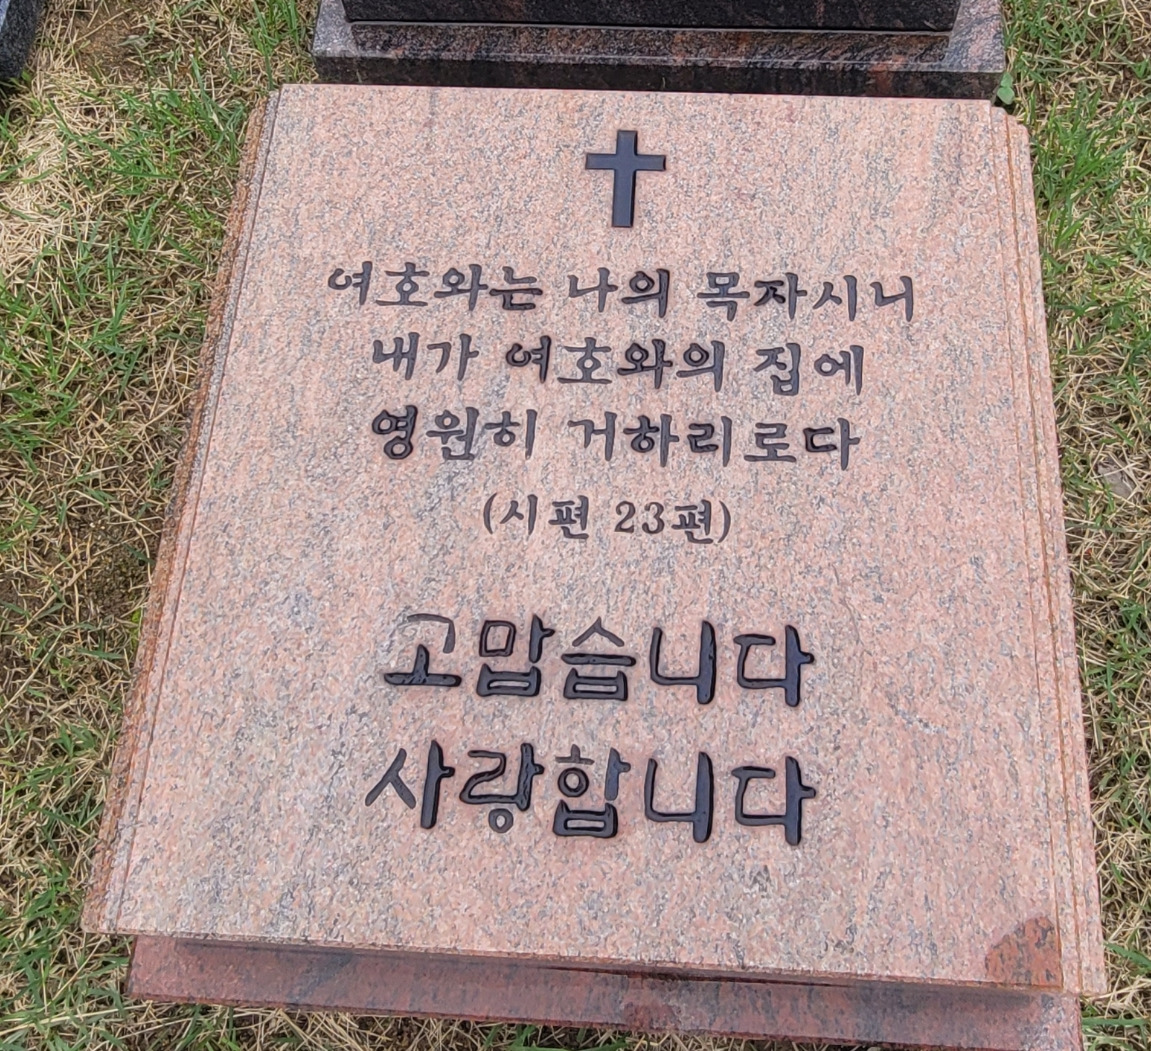 여호와는 나의 목자시니
내가 여호와의 집에
영원히 거하리로다
(시편 23편)
고맙습니다
사랑합니다